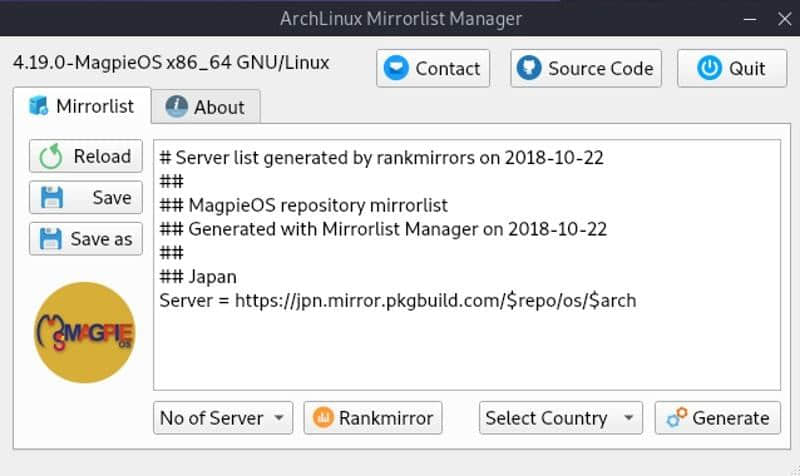 ArchLinux Mirrorlist Manager
4.19.0-MagpieOS x86_64 GNU/Linux
Contact
Source Code
Quit
Mirrorlist
About
Reload
Save
Save as
# Server list generated by rankmirrors on 2018-10-22
##
## MagpieOS repository mirrorlist
## Generated with Mirrorlist Manager on 2018-10-22
##
## Japan
Server = https://jpn.mirror.pkgbuild.com/$repo/os/$arch
MAGPIE
OS
No of Server
Rankmirror
Select Country
Generate